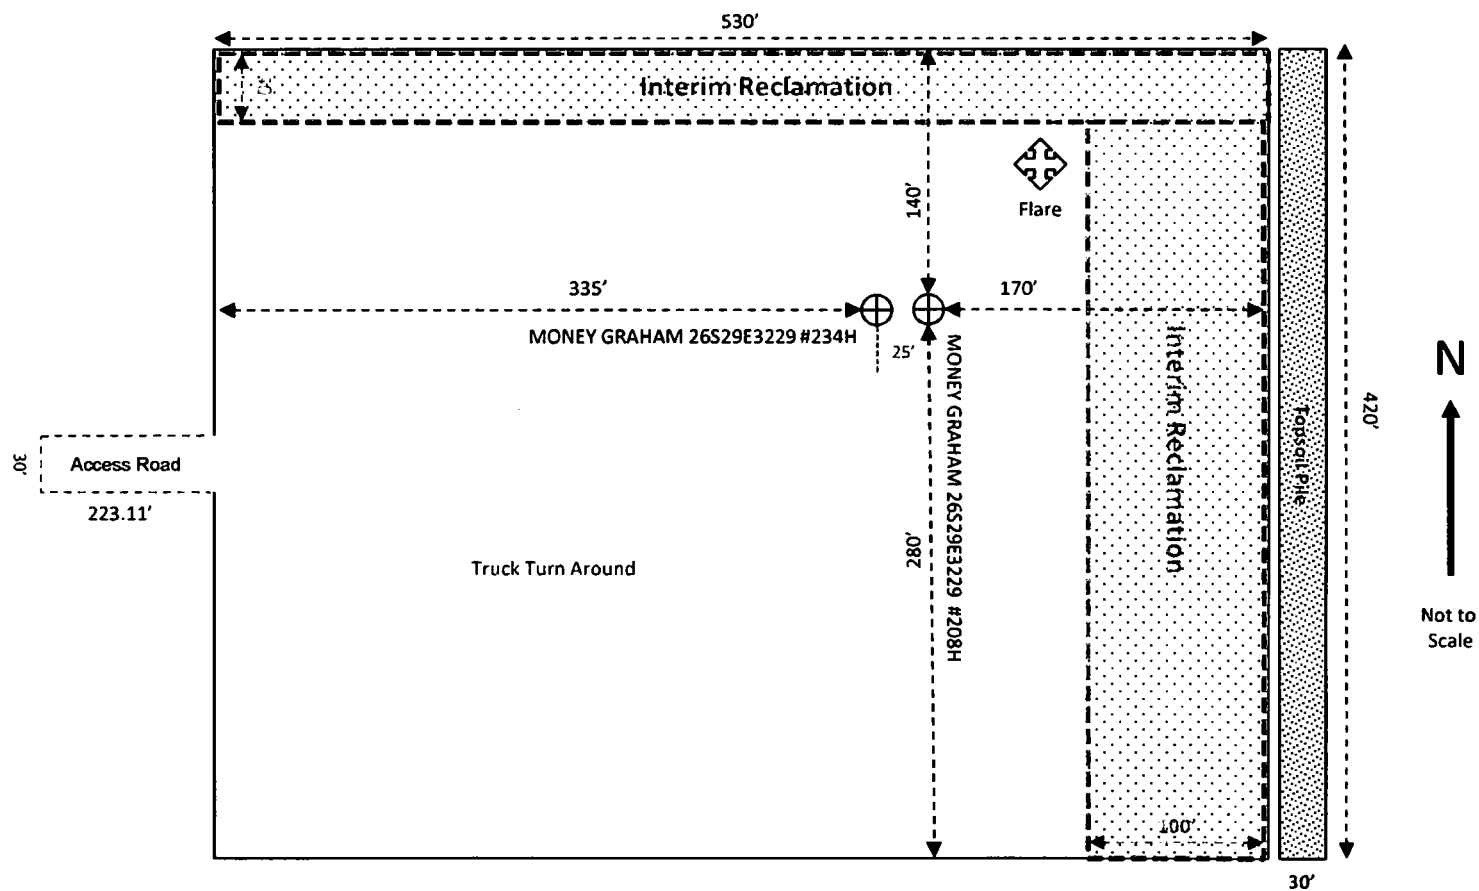 530'
Interim Reclamation
140'
Flare
335'
170'
MONEY GRAHAM 26S29E3229 #234H
25'
MONEY GRAHAM 26S29E3229 #208H
Interim Reclamation
Topsoil Pile
420'
N
30'
Access Road
223.11'
280'
Truck Turn Around
Not to
Scale
100'
30'